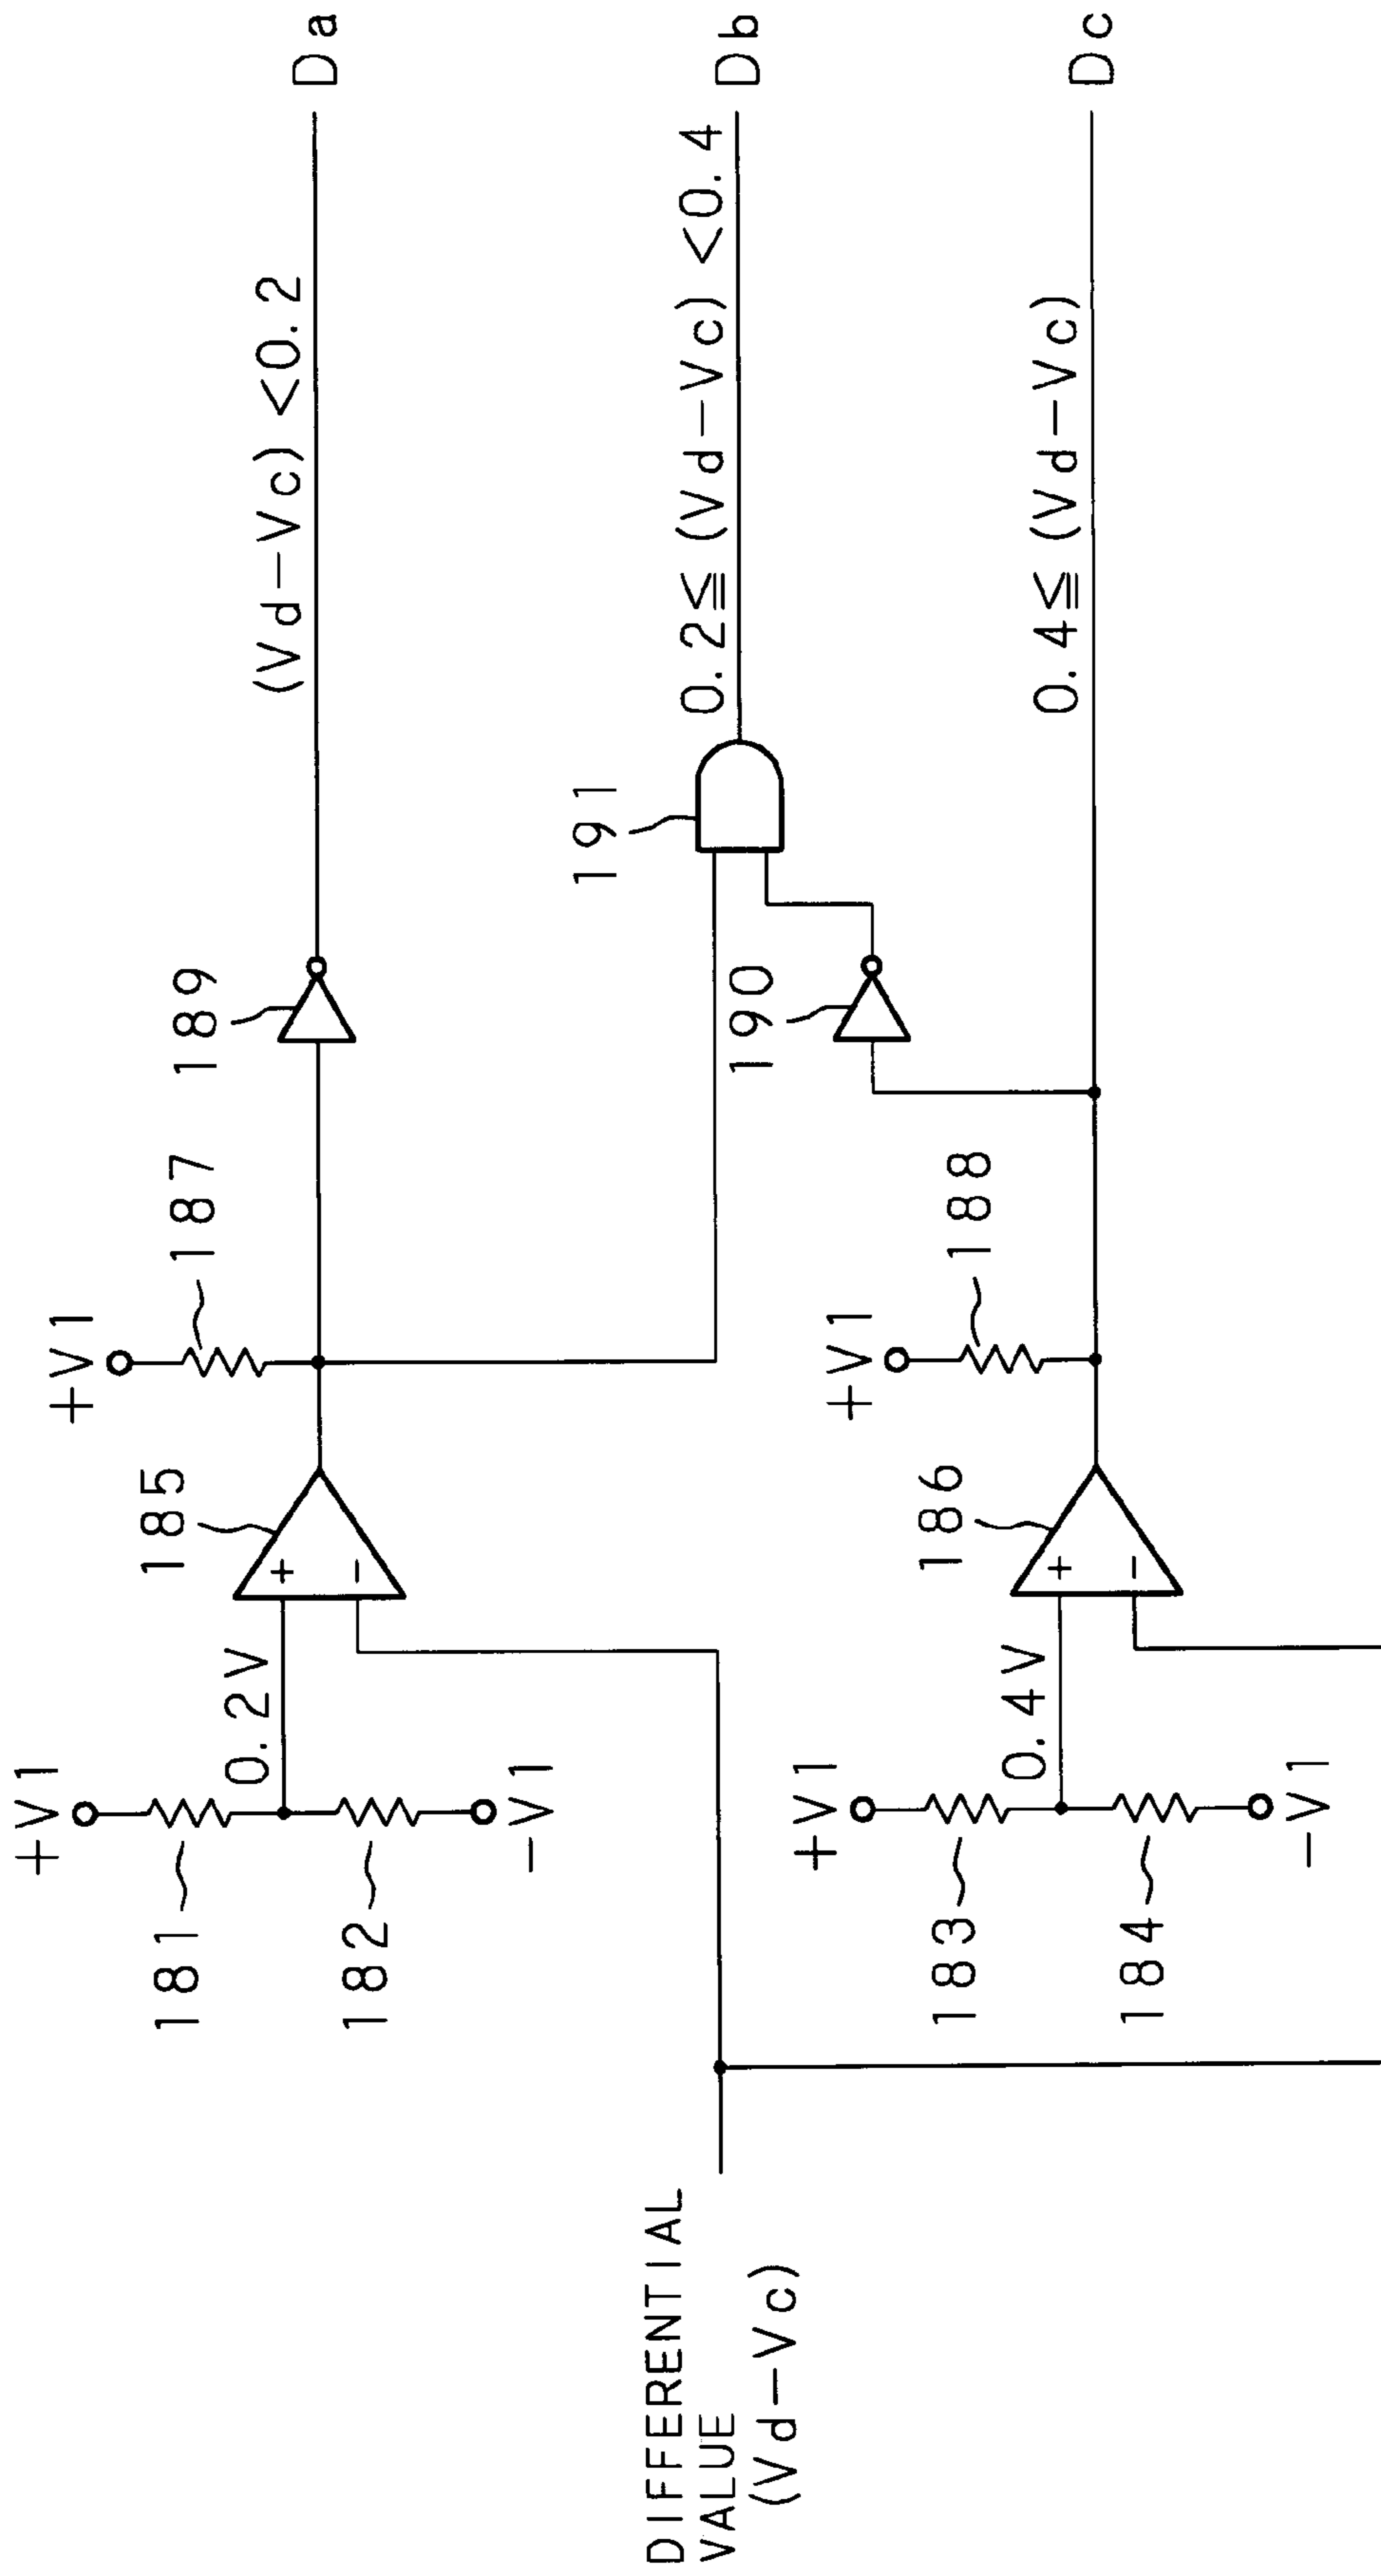 DIFFERENTIAL
VALUE
(Vd-Vc)
+V1
181
0.2V
182
-V1
185
+
-
+V1
187
189
(Vd-Vc) <0.2
Da
191
0.2≦ (Vd-Vc) <0.4
Db
190
+V1
183
0.4V
184
-V1
186
+
-
+V1
188
0.4≦ (Vd-Vc)
Dc